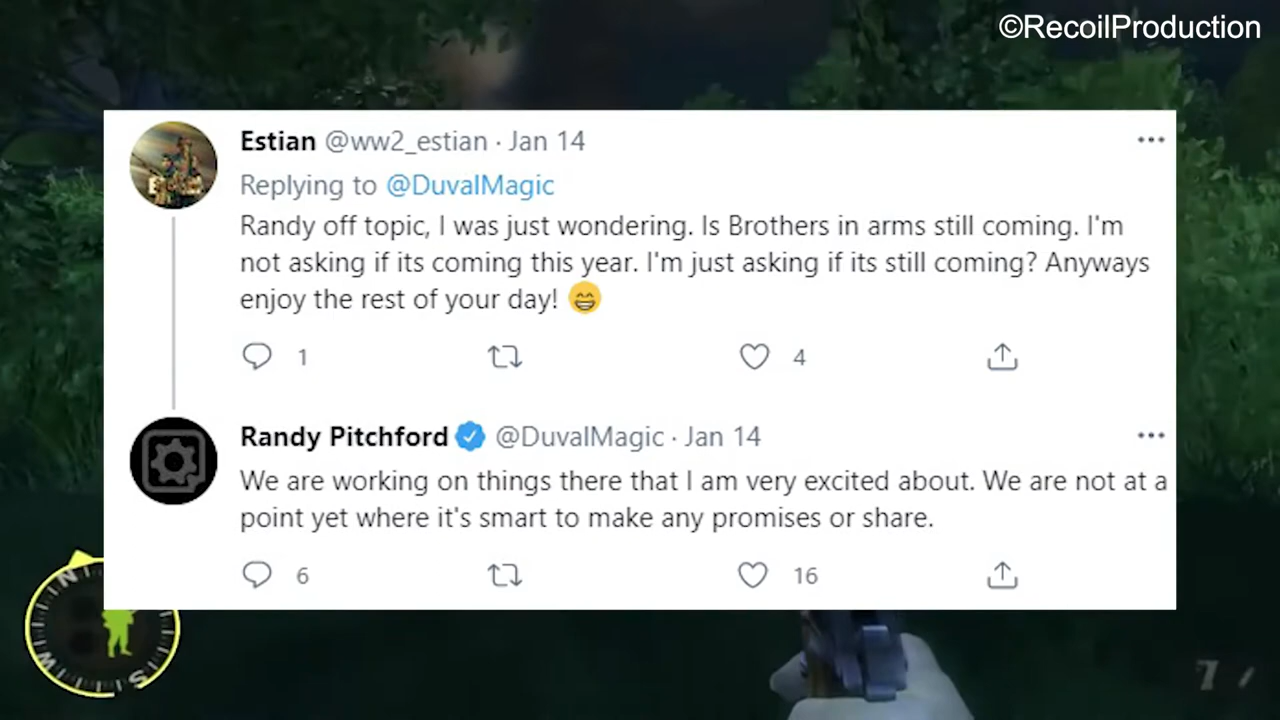 ©RecoilProduction
Estian @ww2_estian · Jan 14
Replying to @DuvalMagic
Randy off topic, I was just wondering. Is Brothers in arms still coming. I'm
not asking if its coming this year. I'm just asking if its still coming? Anyways
enjoy the rest of your day! 😁
1 4
Randy Pitchford @DuvalMagic · Jan 14
We are working on things there that I am very excited about. We are not at a
point yet where it's smart to make any promises or share.
6 16
N
W
S
7 /